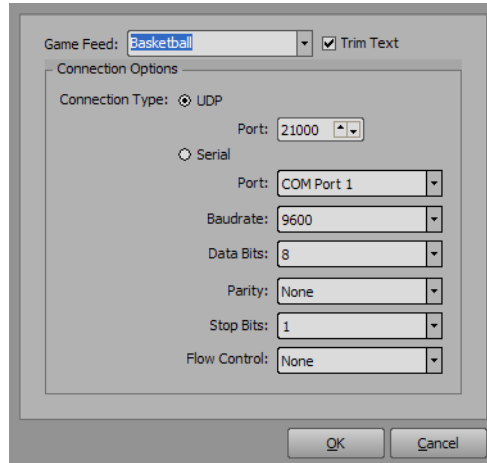 Game Feed: Basketball Trim Text
Connection Options
Connection Type: UDP
Port: 21000
Serial
Port: COM Port 1
Baudrate: 9600
Data Bits: 8
Parity: None
Stop Bits: 1
Flow Control: None
OK Cancel